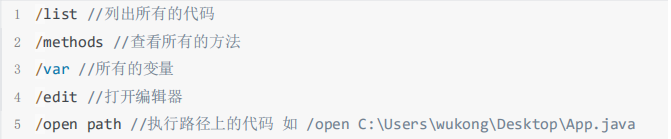 1 /list //列出所有的代码
2 /methods //查看所有的方法
3 /var //所有的变量
4 /edit //打开编辑器
5 /open path //执行路径上的代码 如 /open C:\Users\wukong\Desktop\App.java